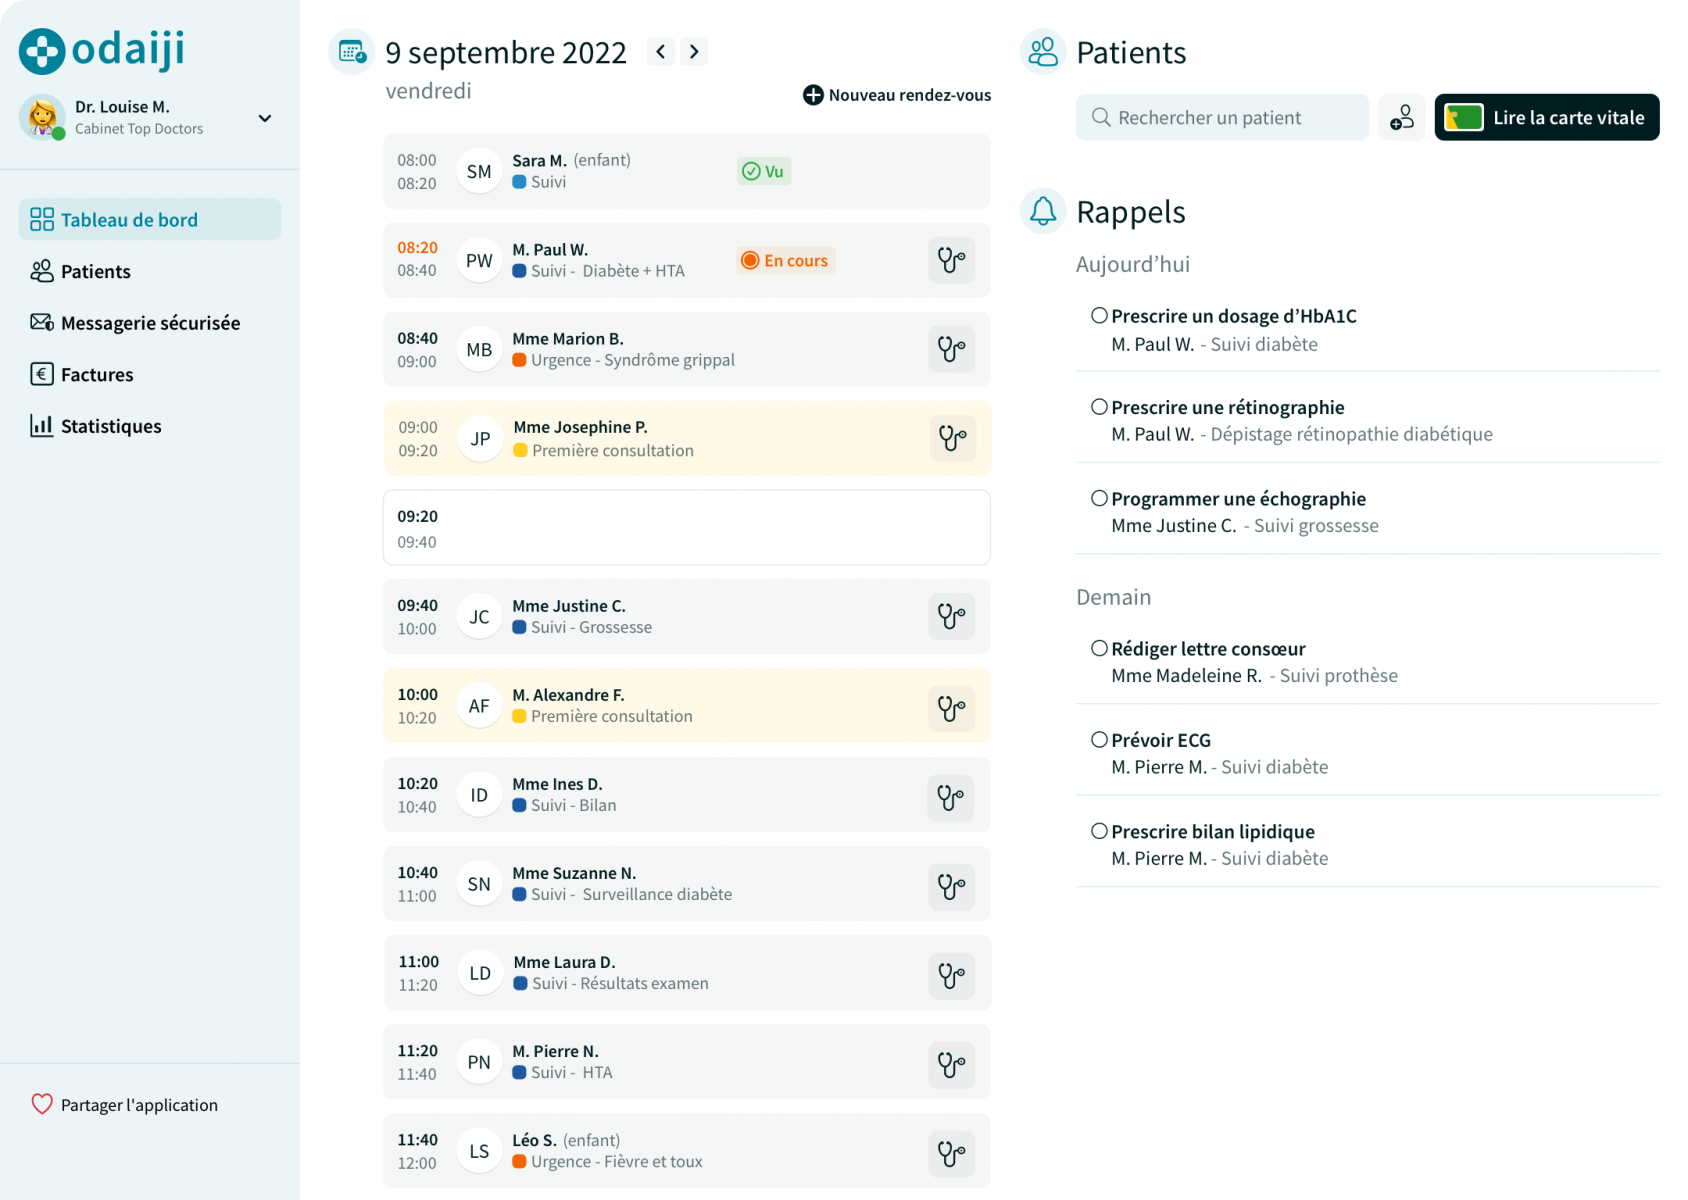 odaiji
Dr. Louise M.
Cabinet Top Doctors
Tableau de bord
Patients
Messagerie sécurisée
Factures
Statistiques
Partager l'application
9 septembre 2022
vendredi
Nouveau rendez-vous
08:00
08:20
SM
Sara M. (enfant)
Suivi
Vu
08:20
08:40
PW
M. Paul W.
Suivi - Diabète + HTA
En cours
08:40
09:00
MB
Mme Marion B.
Urgence - Syndrôme grippal
09:00
09:20
JP
Mme Josephine P.
Première consultation
09:20
09:40
09:40
10:00
JC
Mme Justine C.
Suivi - Grossesse
10:00
10:20
AF
M. Alexandre F.
Première consultation
10:20
10:40
ID
Mme Ines D.
Suivi - Bilan
10:40
11:00
SN
Mme Suzanne N.
Suivi - Surveillance diabète
11:00
11:20
LD
Mme Laura D.
Suivi - Résultats examen
11:20
11:40
PN
M. Pierre N.
Suivi - HTA
11:40
12:00
LS
Léo S. (enfant)
Urgence - Fièvre et toux
Patients
Rechercher un patient
Lire la carte vitale
Rappels
Aujourd’hui
Prescrire un dosage d’HbA1C
M. Paul W. - Suivi diabète
Prescrire une rétinographie
M. Paul W. - Dépistage rétinopathie diabétique
Programmer une échographie
Mme Justine C. - Suivi grossesse
Demain
Rédiger lettre consœur
Mme Madeleine R. - Suivi prothèse
Prévoir ECG
M. Pierre M. - Suivi diabète
Prescrire bilan lipidique
M. Pierre M. - Suivi diabète